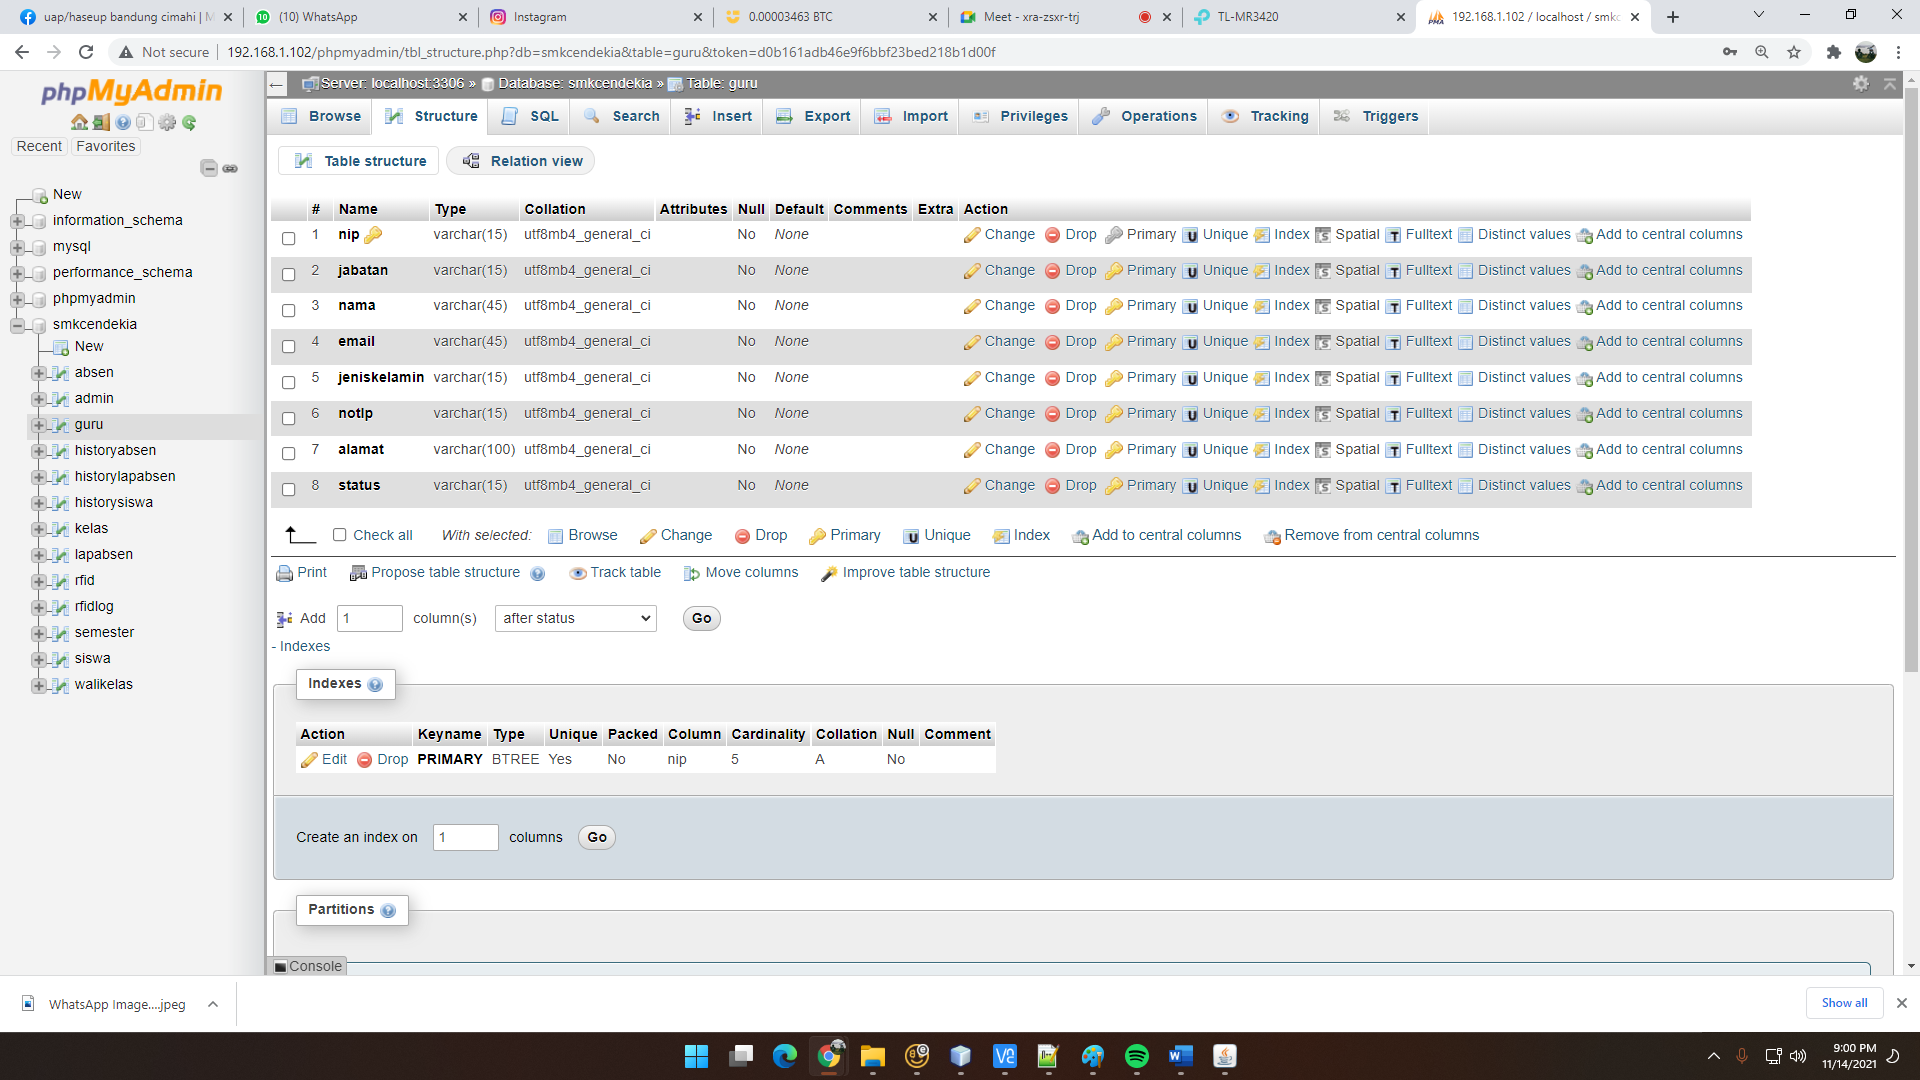 uap/haseup bandung cimahi | M
(10) WhatsApp
Instagram
0.00003463 BTC
Meet - xra-zsxr-trj
TL-MR3420
192.168.1.102 / localhost / smkc
Not secure
192.168.1.102/phpmyadmin/tbl_structure.php?db=smkcendekia&table=guru&token=d0b161adb46e9f6bbf23bed218b1d00f
phpMyAdmin
Recent Favorites
New
information_schema
mysql
performance_schema
phpmyadmin
smkcendekia
New
absen
admin
guru
historyabsen
historylapabsen
historysiswa
kelas
lapabsen
rfid
rfidlog
semester
siswa
walikelas
Server: localhost:3306 » Database: smkcendekia » Table: guru
Browse Structure SQL Search Insert Export Import Privileges Operations Tracking Triggers
Table structure Relation view
# Name Type Collation Attributes Null Default Comments Extra Action
1 nip varchar(15) utf8mb4_general_ci No None Change Drop Primary Unique Index Spatial Fulltext Distinct values Add to central columns
2 jabatan varchar(15) utf8mb4_general_ci No None Change Drop Primary Unique Index Spatial Fulltext Distinct values Add to central columns
3 nama varchar(45) utf8mb4_general_ci No None Change Drop Primary Unique Index Spatial Fulltext Distinct values Add to central columns
4 email varchar(45) utf8mb4_general_ci No None Change Drop Primary Unique Index Spatial Fulltext Distinct values Add to central columns
5 jeniskelamin varchar(15) utf8mb4_general_ci No None Change Drop Primary Unique Index Spatial Fulltext Distinct values Add to central columns
6 notlp varchar(15) utf8mb4_general_ci No None Change Drop Primary Unique Index Spatial Fulltext Distinct values Add to central columns
7 alamat varchar(100) utf8mb4_general_ci No None Change Drop Primary Unique Index Spatial Fulltext Distinct values Add to central columns
8 status varchar(15) utf8mb4_general_ci No None Change Drop Primary Unique Index Spatial Fulltext Distinct values Add to central columns
Check all With selected: Browse Change Drop Primary Unique Index Add to central columns Remove from central columns
Print Propose table structure Track table Move columns Improve table structure
Add 1 column(s) after status Go
- Indexes
Indexes
Action Keyname Type Unique Packed Column Cardinality Collation Null Comment
Edit Drop PRIMARY BTREE Yes No nip 5 A No
Create an index on 1 columns Go
Partitions
Console
WhatsApp Image....jpeg
Show all
9:00 PM
11/14/2021